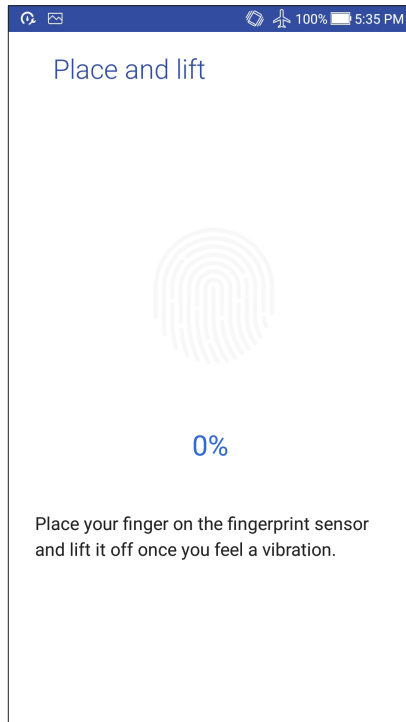 100% 5:35 PM
Place and lift
0%
Place your finger on the fingerprint sensor
and lift it off once you feel a vibration.